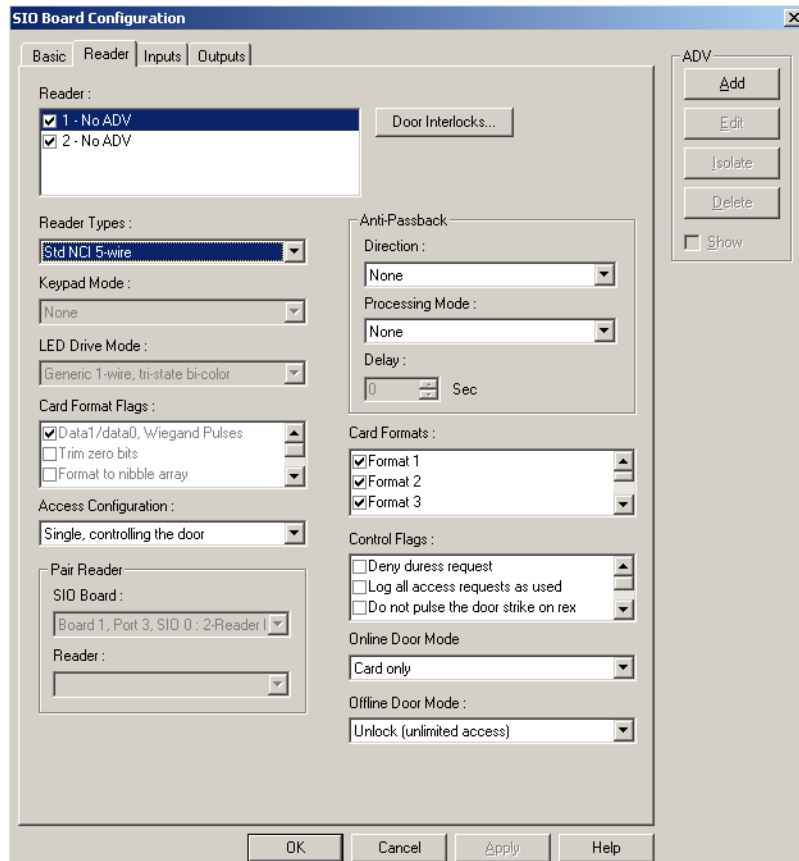 SIO Board Configuration
Basic
Reader
Inputs
Outputs
Reader :
1 - No ADV
2 - No ADV
Door Interlocks...
Reader Types :
Std NCI 5-wire
Keypad Mode :
None
LED Drive Mode :
Generic 1-wire, tri-state bi-color
Card Format Flags :
Data1/data0, Wiegand Pulses
Trim zero bits
Format to nibble array
Access Configuration :
Single, controlling the door
Pair Reader
SIO Board :
Board 1, Port 3, SIO 0 : 2-Reader I
Reader :
Anti-Passback
Direction :
None
Processing Mode :
None
Delay :
0
Sec
Card Formats :
Format 1
Format 2
Format 3
Control Flags :
Deny duress request
Log all access requests as used
Do not pulse the door strike on rex
Online Door Mode
Card only
Offline Door Mode :
Unlock (unlimited access)
ADV
Add
Edit
Isolate
Delete
Show
OK
Cancel
Apply
Help